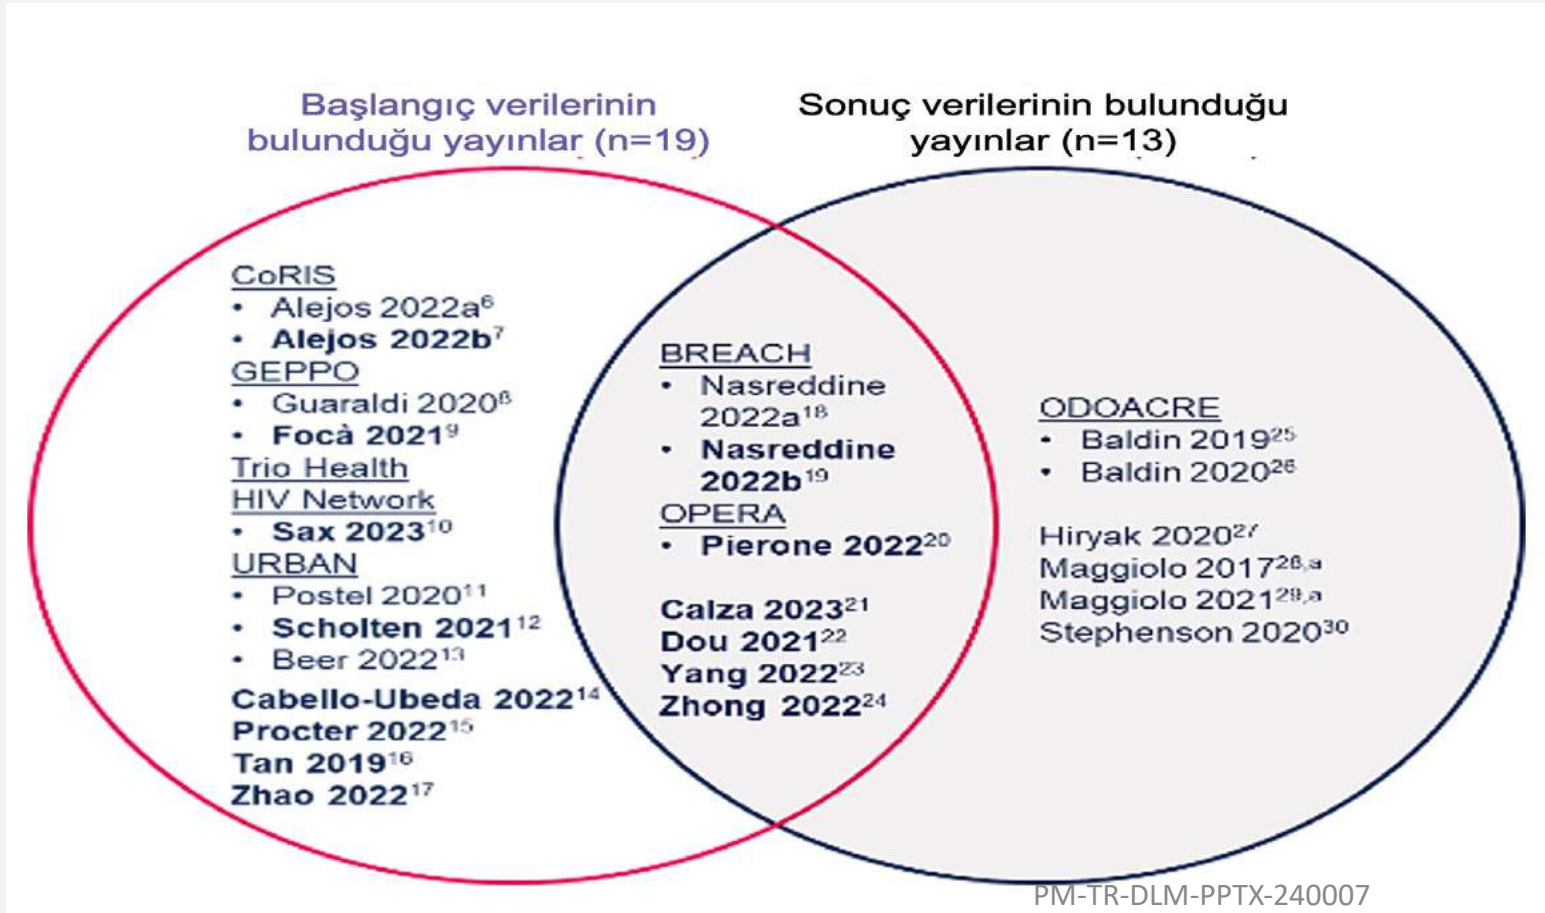 Başlangıç verilerinin
bulunduğu yayınlar (n=19)
Sonuç verilerinin bulunduğu
yayınlar (n=13)
CoRIS
• Alejos 2022a⁶
• Alejos 2022b⁷
GEPPO
• Guaraldi 2020⁸
• Focà 2021⁹
Trio Health
HIV Network
• Sax 2023¹⁰
URBAN
• Postel 2020¹¹
• Scholten 2021¹²
• Beer 2022¹³
Cabello-Ubeda 2022¹⁴
Procter 2022¹⁵
Tan 2019¹⁶
Zhao 2022¹⁷
BREACH
• Nasreddine
2022a¹⁸
• Nasreddine
2022b¹⁹
OPERA
• Pierone 2022²⁰
Calza 2023²¹
Dou 2021²²
Yang 2022²³
Zhong 2022²⁴
ODOACRE
• Baldin 2019²⁵
• Baldin 2020²⁶
Hiryak 2020²⁷
Maggiolo 2017²⁸,ᵃ
Maggiolo 2021²⁹,ᵃ
Stephenson 2020³⁰
PM-TR-DLM-PPTX-240007